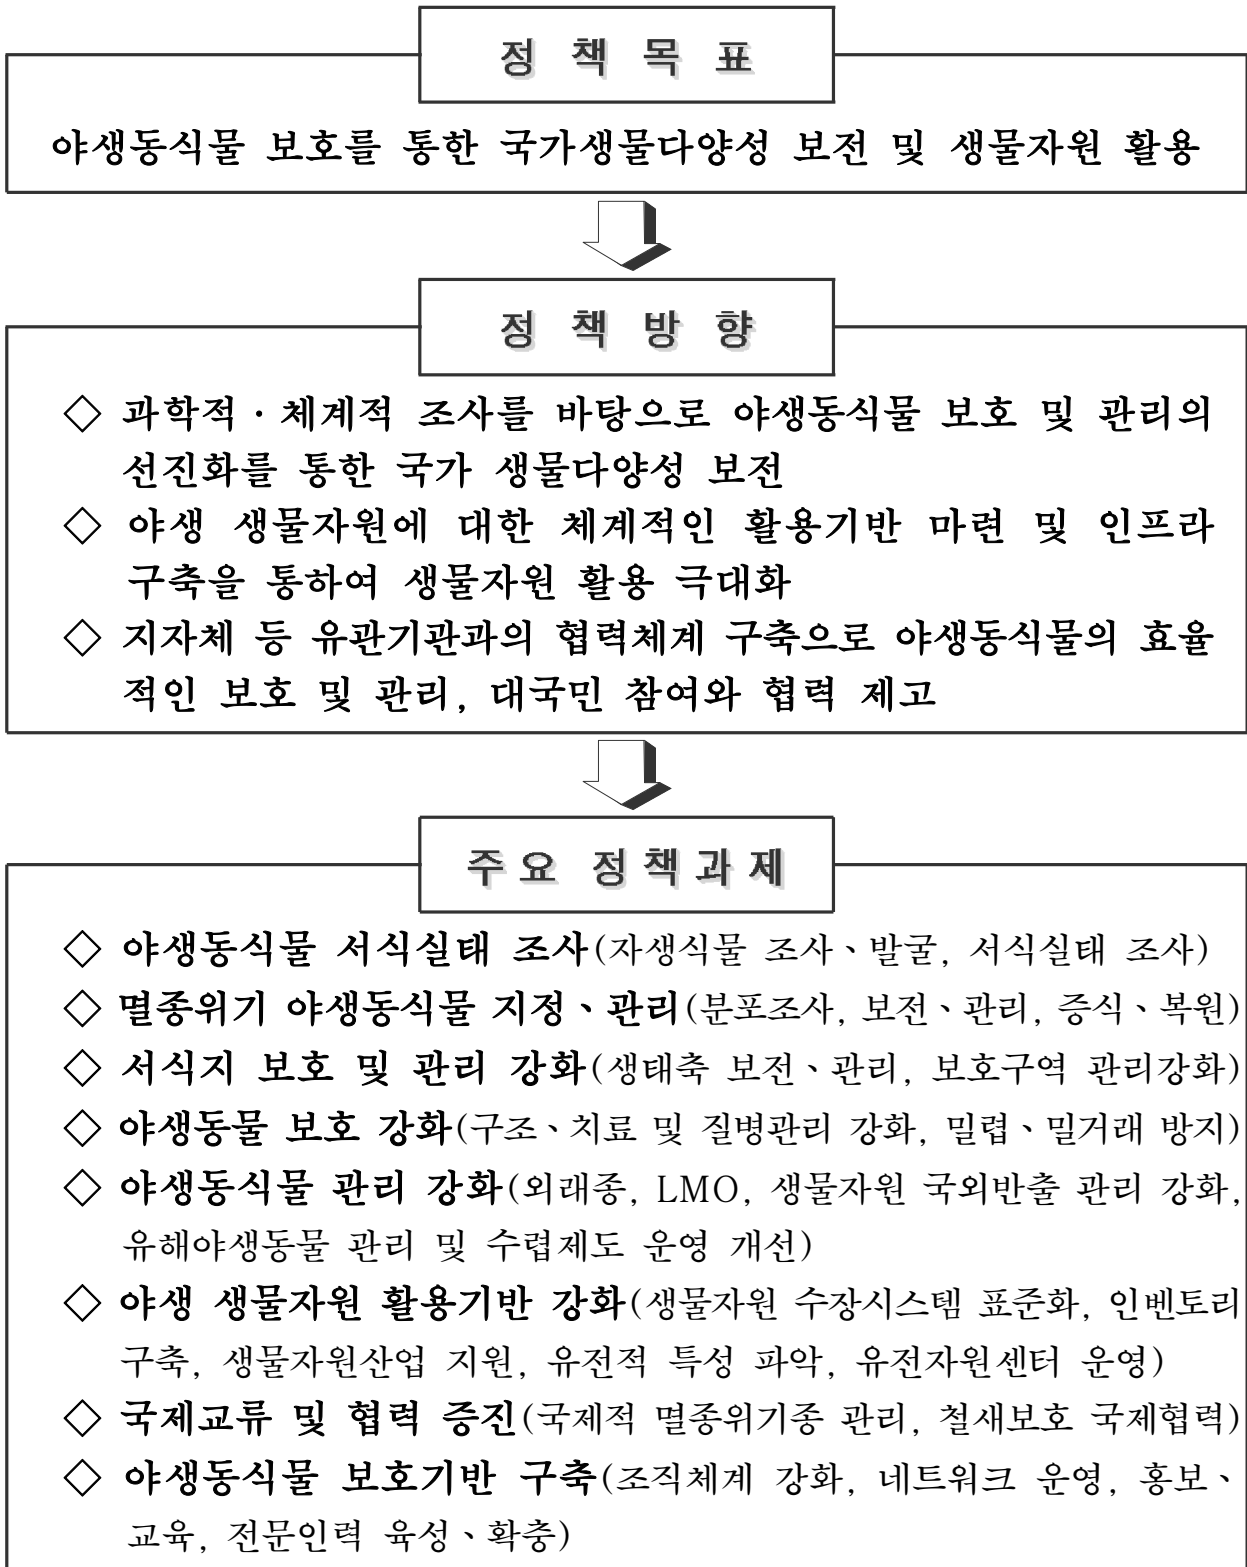 정 책 목 표
야생동식물 보호를 통한 국가생물다양성 보전 및 생물자원 활용
정 책 방 향
◇ 과학적·체계적 조사를 바탕으로 야생동식물 보호 및 관리의
선진화를 통한 국가 생물다양성 보전
◇ 야생 생물자원에 대한 체계적인 활용기반 마련 및 인프라
구축을 통하여 생물자원 활용 극대화
◇ 지자체 등 유관기관과의 협력체계 구축으로 야생동식물의 효율
적인 보호 및 관리, 대국민 참여와 협력 제고
주요 정책과제
◇ 야생동식물 서식실태 조사(자생식물 조사、발굴, 서식실태 조사)
◇ 멸종위기 야생동식물 지정、관리(분포조사, 보전、관리, 증식、복원)
◇ 서식지 보호 및 관리 강화(생태축 보전、관리, 보호구역 관리강화)
◇ 야생동물 보호 강화(구조、치료 및 질병관리 강화, 밀렵、밀거래 방지)
◇ 야생동식물 관리 강화(외래종, LMO, 생물자원 국외반출 관리 강화,
유해야생동물 관리 및 수렵제도 운영 개선)
◇ 야생 생물자원 활용기반 강화(생물자원 수장시스템 표준화, 인벤토리
구축, 생물자원산업 지원, 유전적 특성 파악, 유전자원센터 운영)
◇ 국제교류 및 협력 증진(국제적 멸종위기종 관리, 철새보호 국제협력)
◇ 야생동식물 보호기반 구축(조직체계 강화, 네트워크 운영, 홍보、
교육, 전문인력 육성、확충)